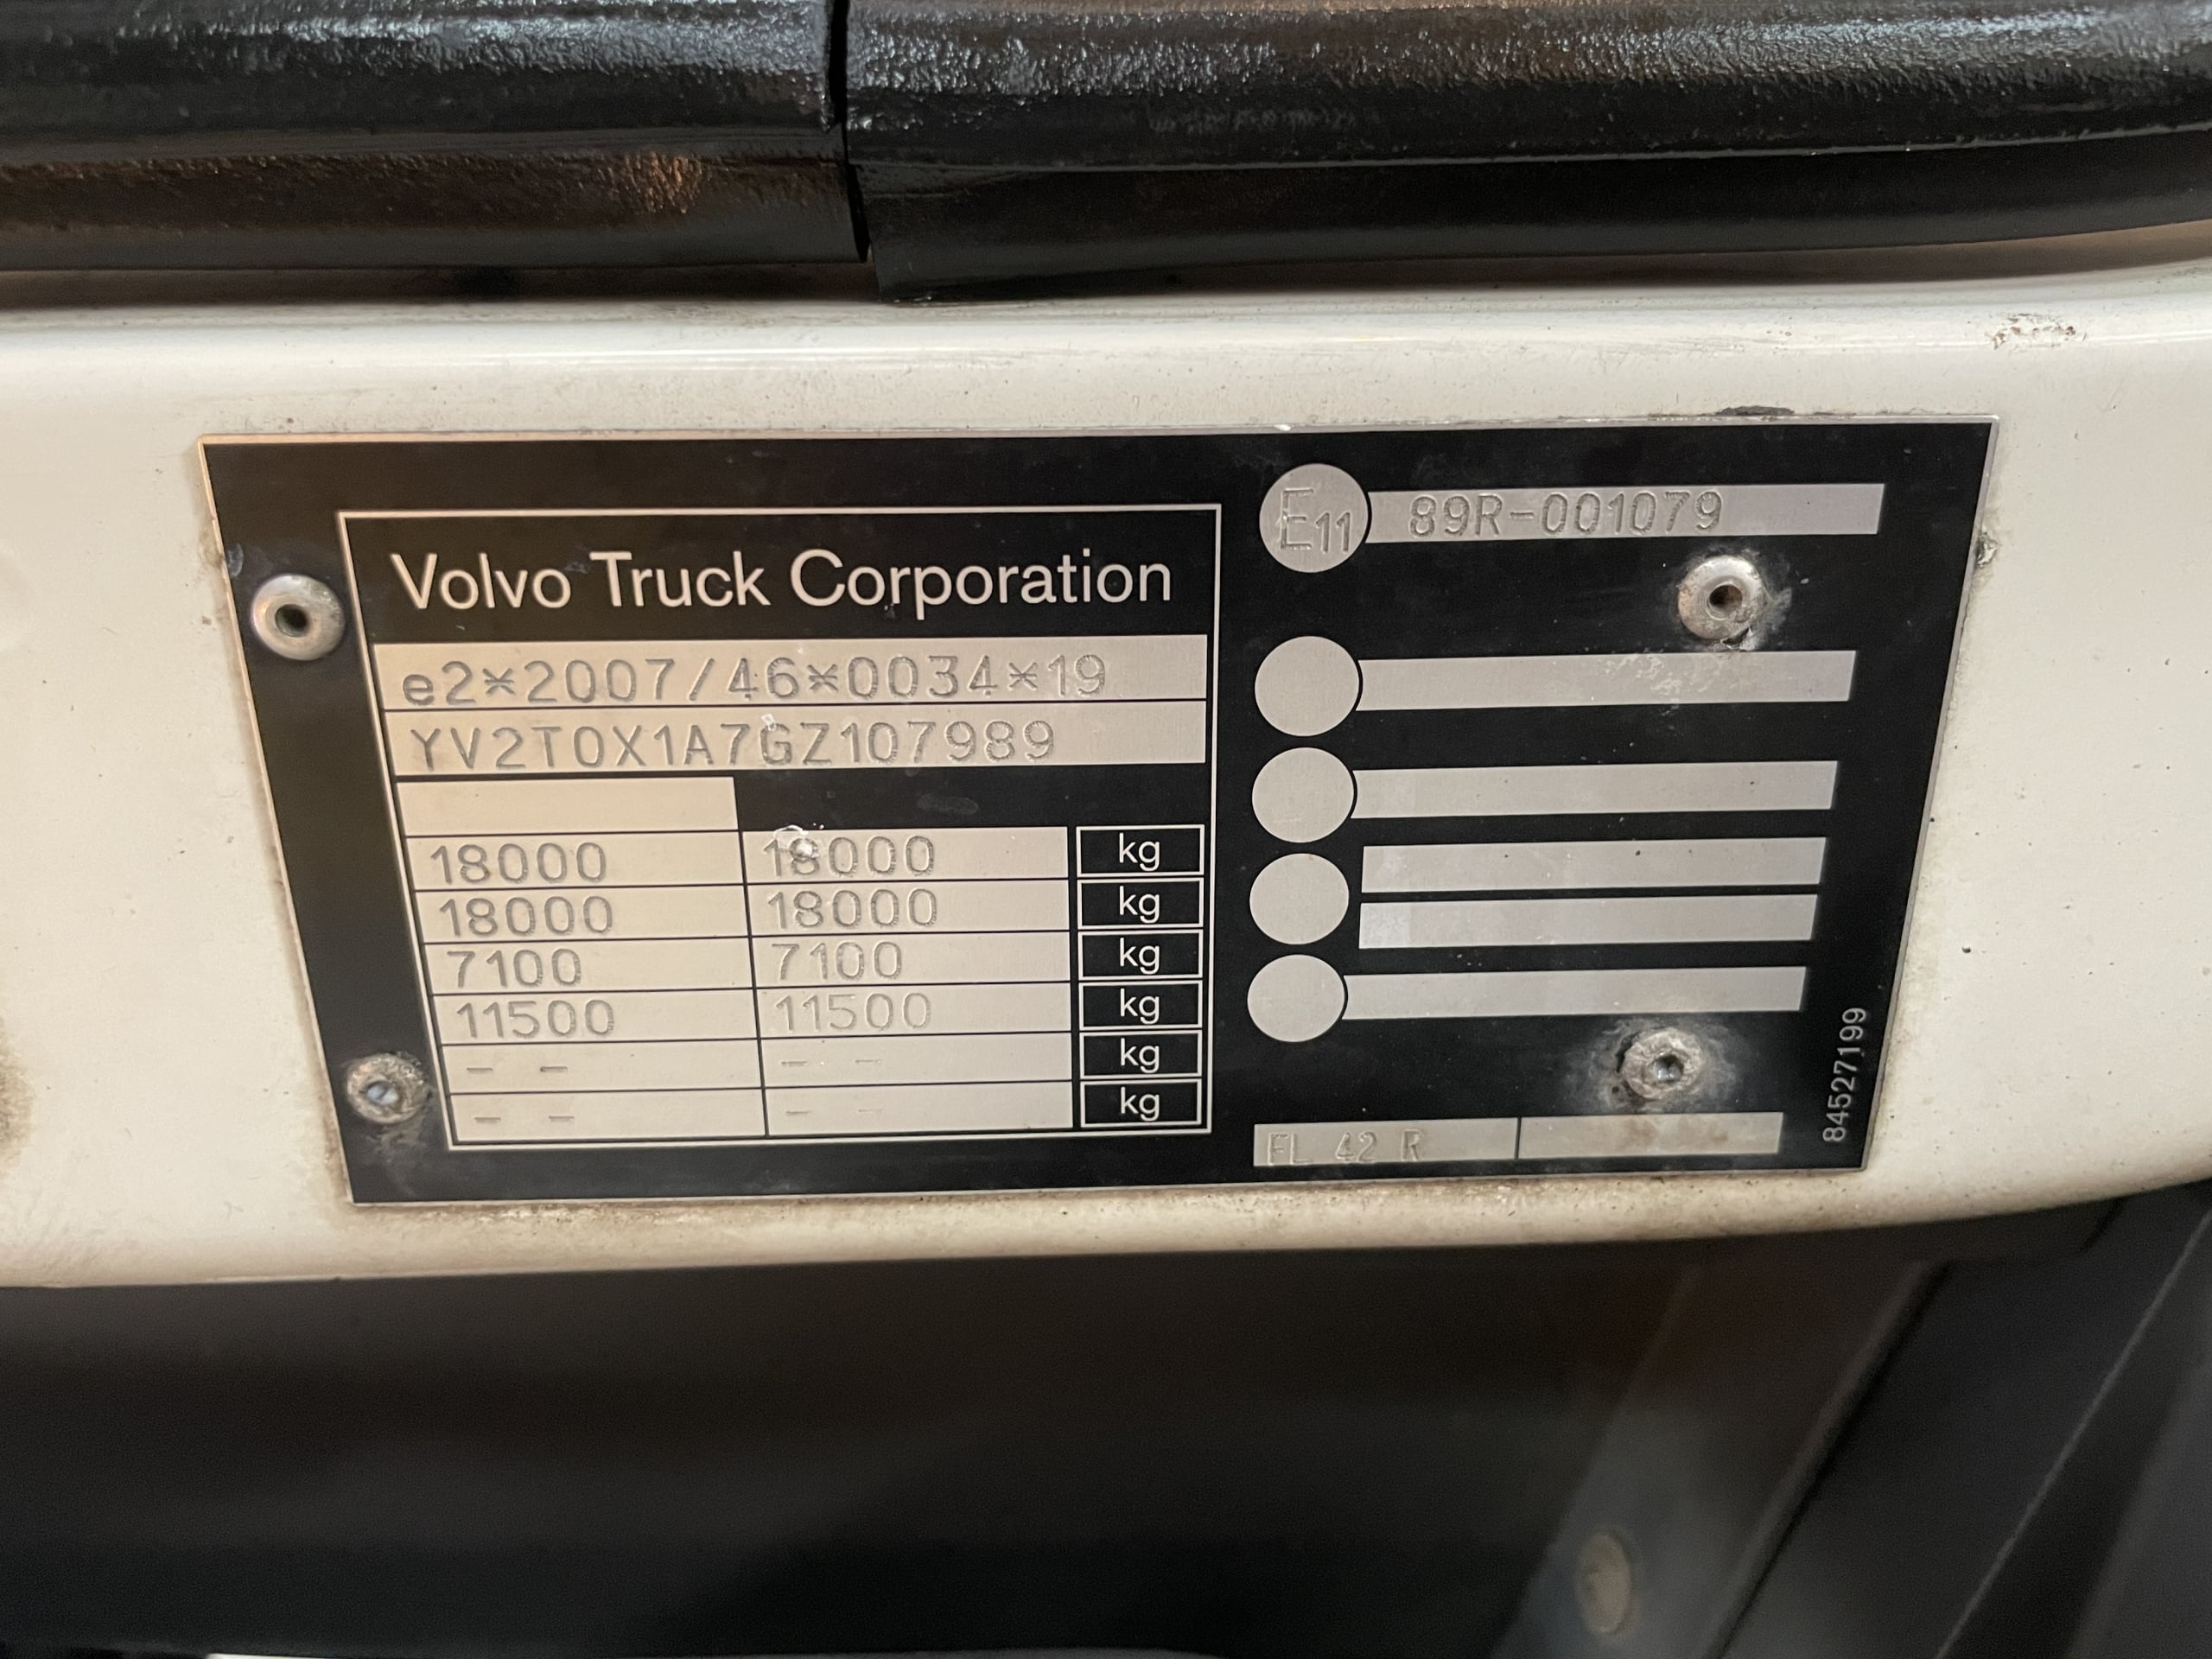 Volvo Truck Corporation
e2*2007/46*0034*19
YV2T0X1A7GZ107989
18000 18000 kg
18000 18000 kg
7100 7100 kg
11500 11500 kg
- - - - kg
- - - - kg
E11 89R-001079
FL 42 R
84527199